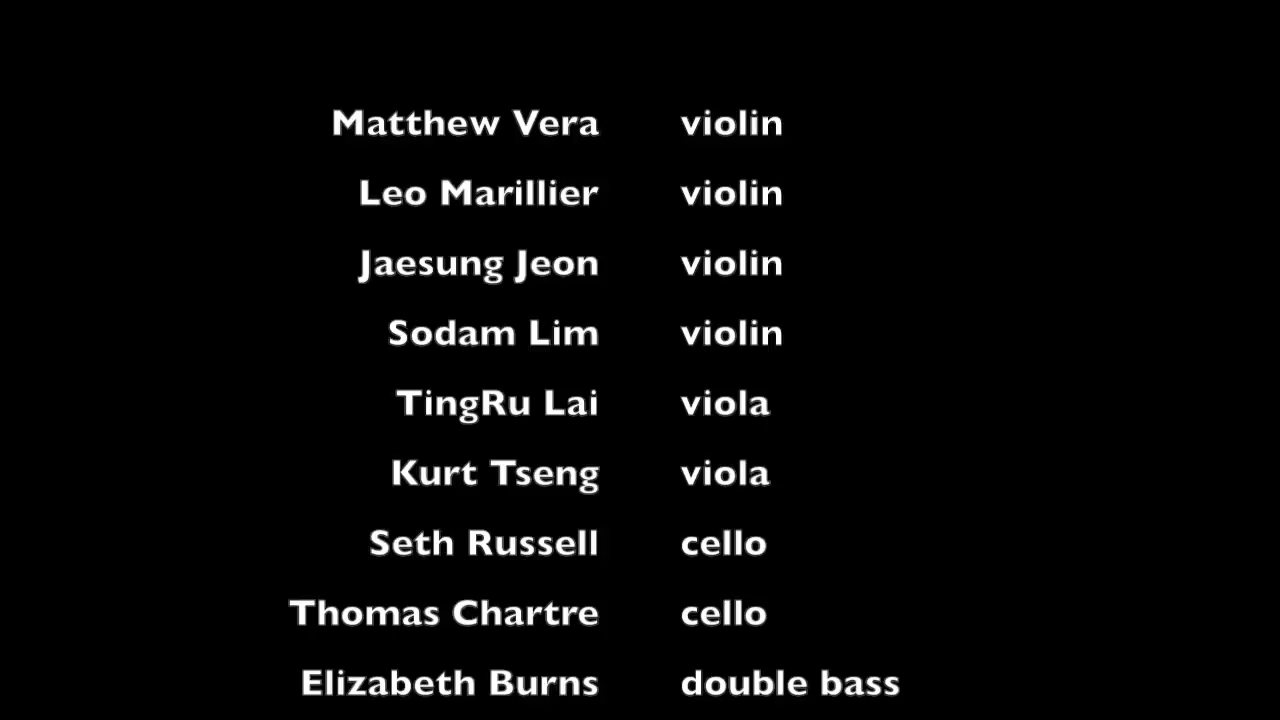 Matthew Vera violin
Leo Marillier violin
Jaesung Jeon violin
Sodam Lim violin
TingRu Lai viola
Kurt Tseng viola
Seth Russell cello
Thomas Chartre cello
Elizabeth Burns double bass